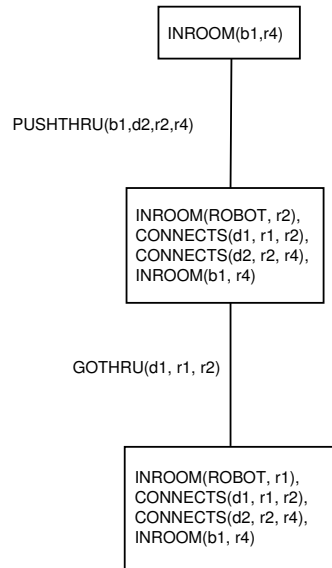 INROOM(b1,r4)
PUSHTHRU(b1,d2,r2,r4)
INROOM(ROBOT, r2),
CONNECTS(d1, r1, r2),
CONNECTS(d2, r2, r4),
INROOM(b1, r4)
GOTHRU(d1, r1, r2)
INROOM(ROBOT, r1),
CONNECTS(d1, r1, r2),
CONNECTS(d2, r2, r4),
INROOM(b1, r4)